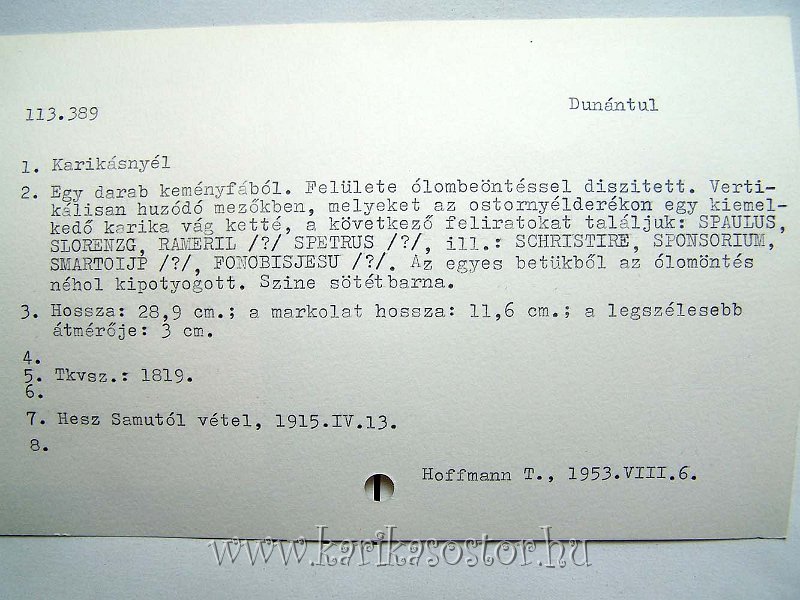 113.389
Dunántul
1. Karikásnyél
2. Egy darab keményfából. Felülete ólombeöntéssel diszitett. Verti-
kálisan huzódó mezőkben, melyeket az ostornyélderékon egy kiemel-
kedő karika vág ketté, a következő feliratokat találjuk: SPAULUS,
SLORENZG, RAMERIL /?/ SPETRUS /?/, ill.: SCHRISTIRE, SPONSORIUM,
SMARTOIJP /?/, FONOBISJESU /?/. Az egyes betükből az ólomöntés
néhol kipotyogott. Szine sötétbarna.
3. Hossza: 28,9 cm.; a markolat hossza: 11,6 cm.; a legszélesebb
átmérője: 3 cm.
4.
5. Tkvsz.: 1819.
6.
7. Hesz Samutól vétel, 1915.IV.13.
8.
Hoffmann T., 1953.VIII.6.
www.karikasostor.hu